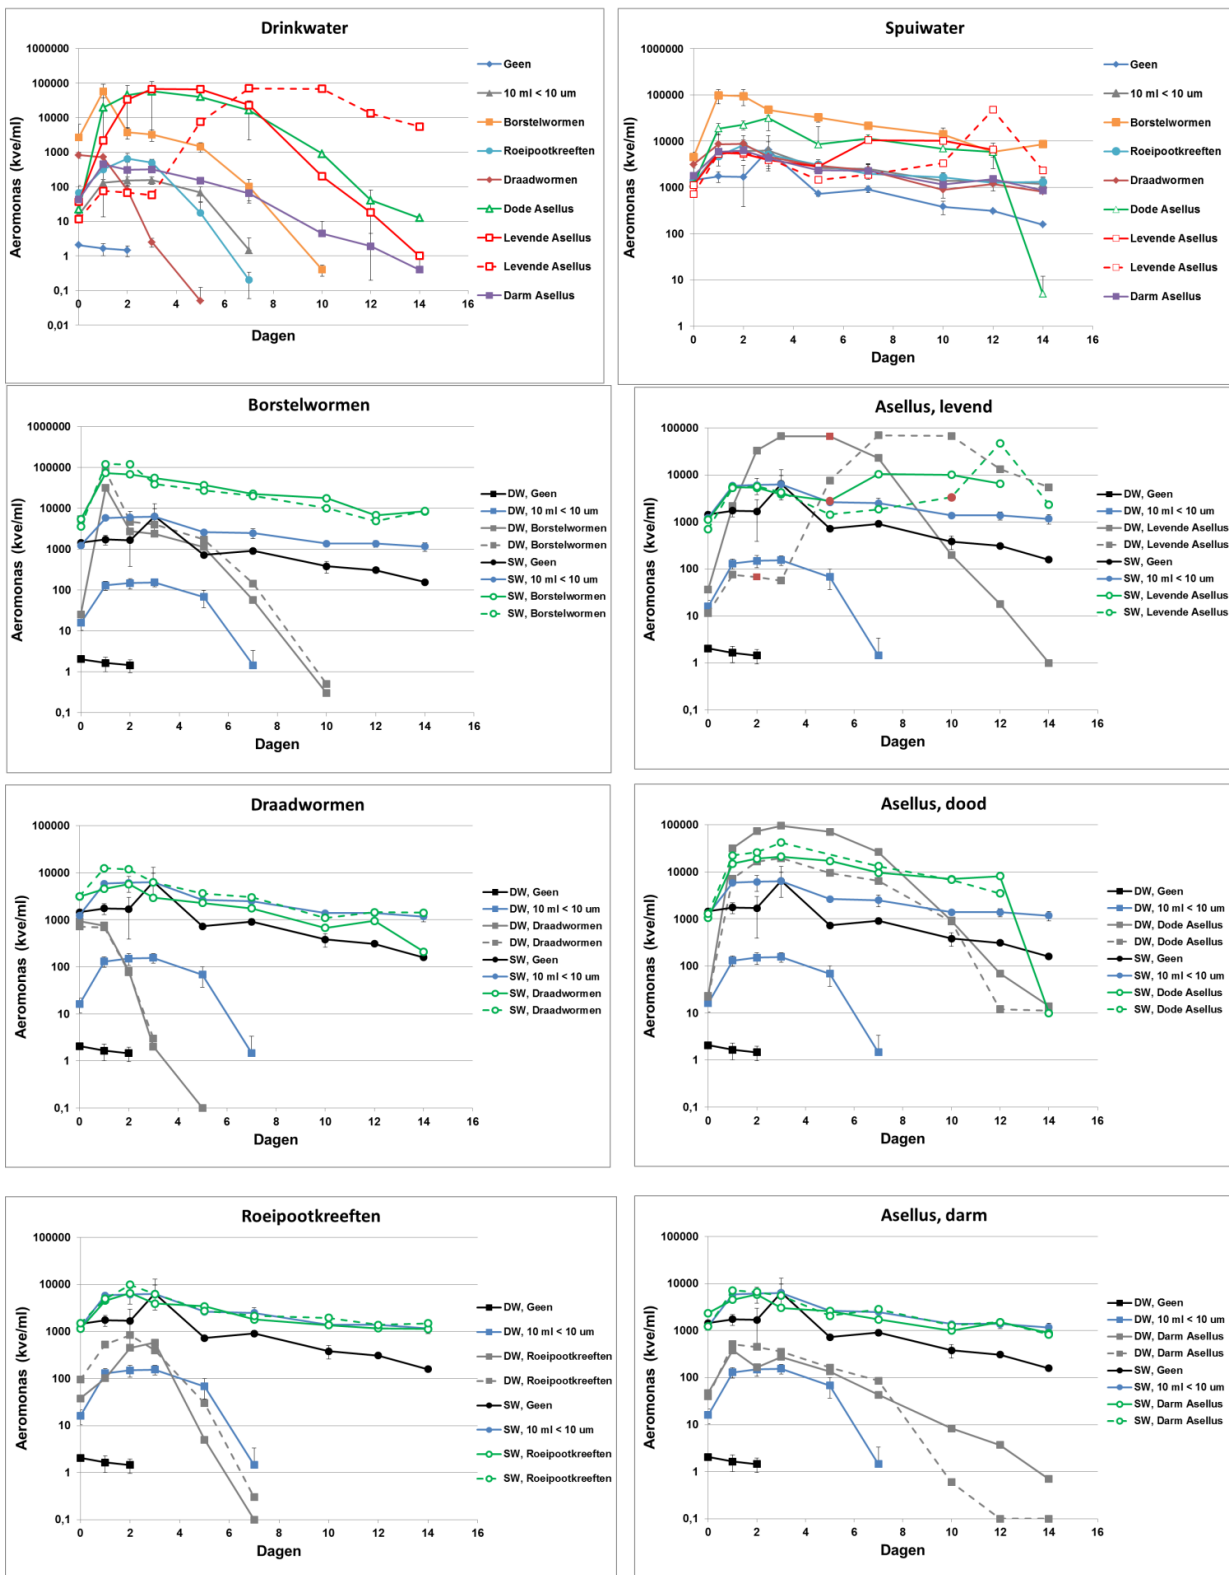 Drinkwater
Aeromonas (kve/ml)
1000000
100000
10000
1000
100
10
1
0,1
0,01
0 2 4 6 8 10 12 14 16
Dagen
Geen
10 ml < 10 um
Borstelwormen
Roeipootkreeften
Draadwormen
Dode Asellus
Levende Asellus
Levende Asellus
Darm Asellus
Spuiwater
Aeromonas (kve/ml)
1000000
100000
10000
1000
100
10
1
0 2 4 6 8 10 12 14 16
Dagen
Geen
10 ml < 10 um
Borstelwormen
Roeipootkreeften
Draadwormen
Dode Asellus
Levende Asellus
Levende Asellus
Darm Asellus
Borstelwormen
Aeromonas (kve/ml)
1000000
100000
10000
1000
100
10
1
0,1
0 2 4 6 8 10 12 14 16
Dagen
DW, Geen
DW, 10 ml < 10 um
DW, Borstelwormen
DW, Borstelwormen
SW, Geen
SW, 10 ml < 10 um
SW, Borstelwormen
SW, Borstelwormen
Asellus, levend
Aeromonas (kve/ml)
100000
10000
1000
100
10
1
0,1
0 2 4 6 8 10 12 14 16
Dagen
DW, Geen
DW, 10 ml < 10 um
DW, Levende Asellus
DW, Levende Asellus
SW, Geen
SW, 10 ml < 10 um
SW, Levende Asellus
SW, Levende Asellus
Draadwormen
Aeromonas (kve/ml)
100000
10000
1000
100
10
1
0,1
0 2 4 6 8 10 12 14 16
Dagen
DW, Geen
DW, 10 ml < 10 um
DW, Draadwormen
DW, Draadwormen
SW, Geen
SW, 10 ml < 10 um
SW, Draadwormen
SW, Draadwormen
Asellus, dood
Aeromonas (kve/ml)
100000
10000
1000
100
10
1
0,1
0 2 4 6 8 10 12 14 16
Dagen
DW, Geen
DW, 10 ml < 10 um
DW, Dode Asellus
DW, Dode Asellus
SW, Geen
SW, 10 ml < 10 um
SW, Dode Asellus
SW, Dode Asellus
Roeipootkreeften
Aeromonas (kve/ml)
100000
10000
1000
100
10
1
0,1
0 2 4 6 8 10 12 14 16
Dagen
DW, Geen
DW, 10 ml < 10 um
DW, Roeipootkreeften
DW, Roeipootkreeften
SW, Geen
SW, 10 ml < 10 um
SW, Roeipootkreeften
SW, Roeipootkreeften
Asellus, darm
Aeromonas (kve/ml)
100000
10000
1000
100
10
1
0,1
0 2 4 6 8 10 12 14 16
Dagen
DW, Geen
DW, 10 ml < 10 um
DW, Darm Asellus
DW, Darm Asellus
SW, Geen
SW, 10 ml < 10 um
SW, Darm Asellus
SW, Darm Asellus